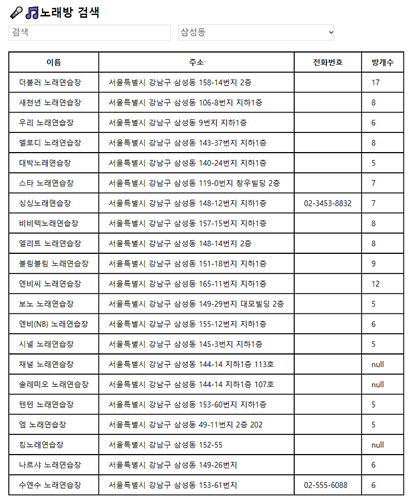 🎤🎵노래방 검색
검색 삼성동
이름 주소 전화번호 방개수
더블러 노래연습장 서울특별시 강남구 삼성동 158-14번지 2층 17
새천년 노래연습장 서울특별시 강남구 삼성동 106-8번지 지하1층 8
우리 노래연습장 서울특별시 강남구 삼성동 9번지 지하1층 6
멜로디 노래연습장 서울특별시 강남구 삼성동 143-37번지 지하1층 8
대박노래연습장 서울특별시 강남구 삼성동 140-24번지 지하1층 5
스타 노래연습장 서울특별시 강남구 삼성동 119-0번지 창우빌딩 2층 7
싱싱노래연습장 서울특별시 강남구 삼성동 148-12번지 지하1층 02-3453-8832 7
비비텍노래연습장 서울특별시 강남구 삼성동 157-15번지 지하1층 8
엘리트 노래연습장 서울특별시 강남구 삼성동 148-14번지 2층 8
블링블링 노래연습장 서울특별시 강남구 삼성동 151-18번지 지하1층 9
엔비씨 노래연습장 서울특별시 강남구 삼성동 165-11번지 지하1층 12
보노 노래연습장 서울특별시 강남구 삼성동 149-29번지 대모빌딩 2층 5
엔비(NB) 노래연습장 서울특별시 강남구 삼성동 155-12번지 지하1층 6
시널 노래연습장 서울특별시 강남구 삼성동 145-3번지 지하1층 5
채널 노래연습장 서울특별시 강남구 삼성동 144-14 지하1층 113호 null
솔레미오 노래연습장 서울특별시 강남구 삼성동 144-14 지하1층 107호 null
텐텐 노래연습장 서울특별시 강남구 삼성동 153-60번지 지하1층 5
엠 노래연습장 서울특별시 강남구 삼성동 49-11번지 2층 202 5
킹노래연습장 서울특별시 강남구 삼성동 152-55 null
나르샤 노래연습장 서울특별시 강남구 삼성동 149-26번지 6
수앤수 노래연습장 서울특별시 강남구 삼성동 153-61번지 02-555-6088 6